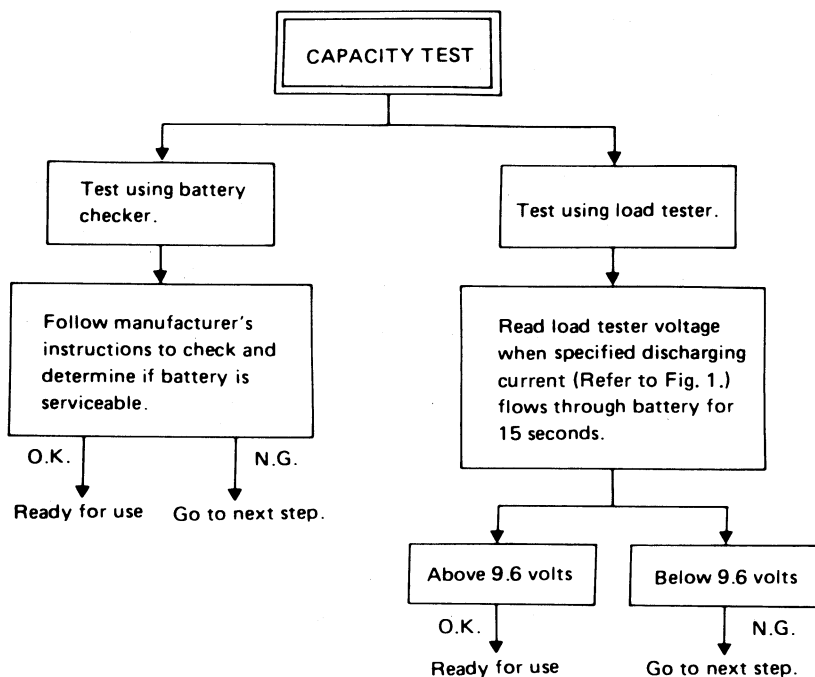 CAPACITY TEST
Test using battery
checker.
Follow manufacturer's
instructions to check and
determine if battery is
serviceable.
O.K.
N.G.
Ready for use
Go to next step.
Test using load tester.
Read load tester voltage
when specified discharging
current (Refer to Fig. 1.)
flows through battery for
15 seconds.
Above 9.6 volts
Below 9.6 volts
O.K.
N.G.
Ready for use
Go to next step.